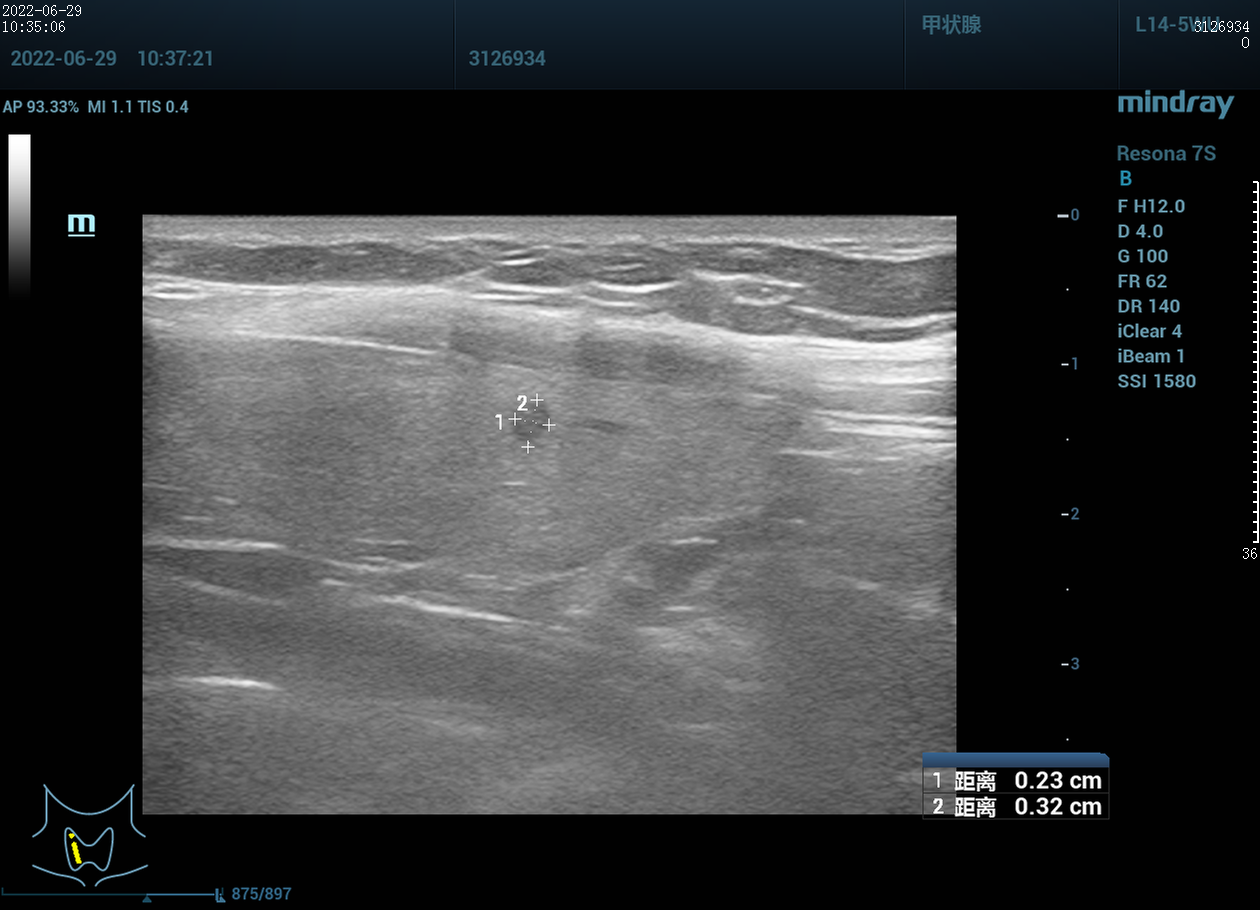 2022-06-29
10:35:06
2022-06-29 10:37:21
3126934
甲状腺
L14-5WU
3126934
0
AP 93.33% MI 1.1 TIS 0.4
mindray
Resona 7S
B
F H12.0
D 4.0
G 100
FR 62
DR 140
iClear 4
iBeam 1
SSI 1580
m
0
1
2
3
36
2
1
1 距离 0.23 cm
2 距离 0.32 cm
875/897